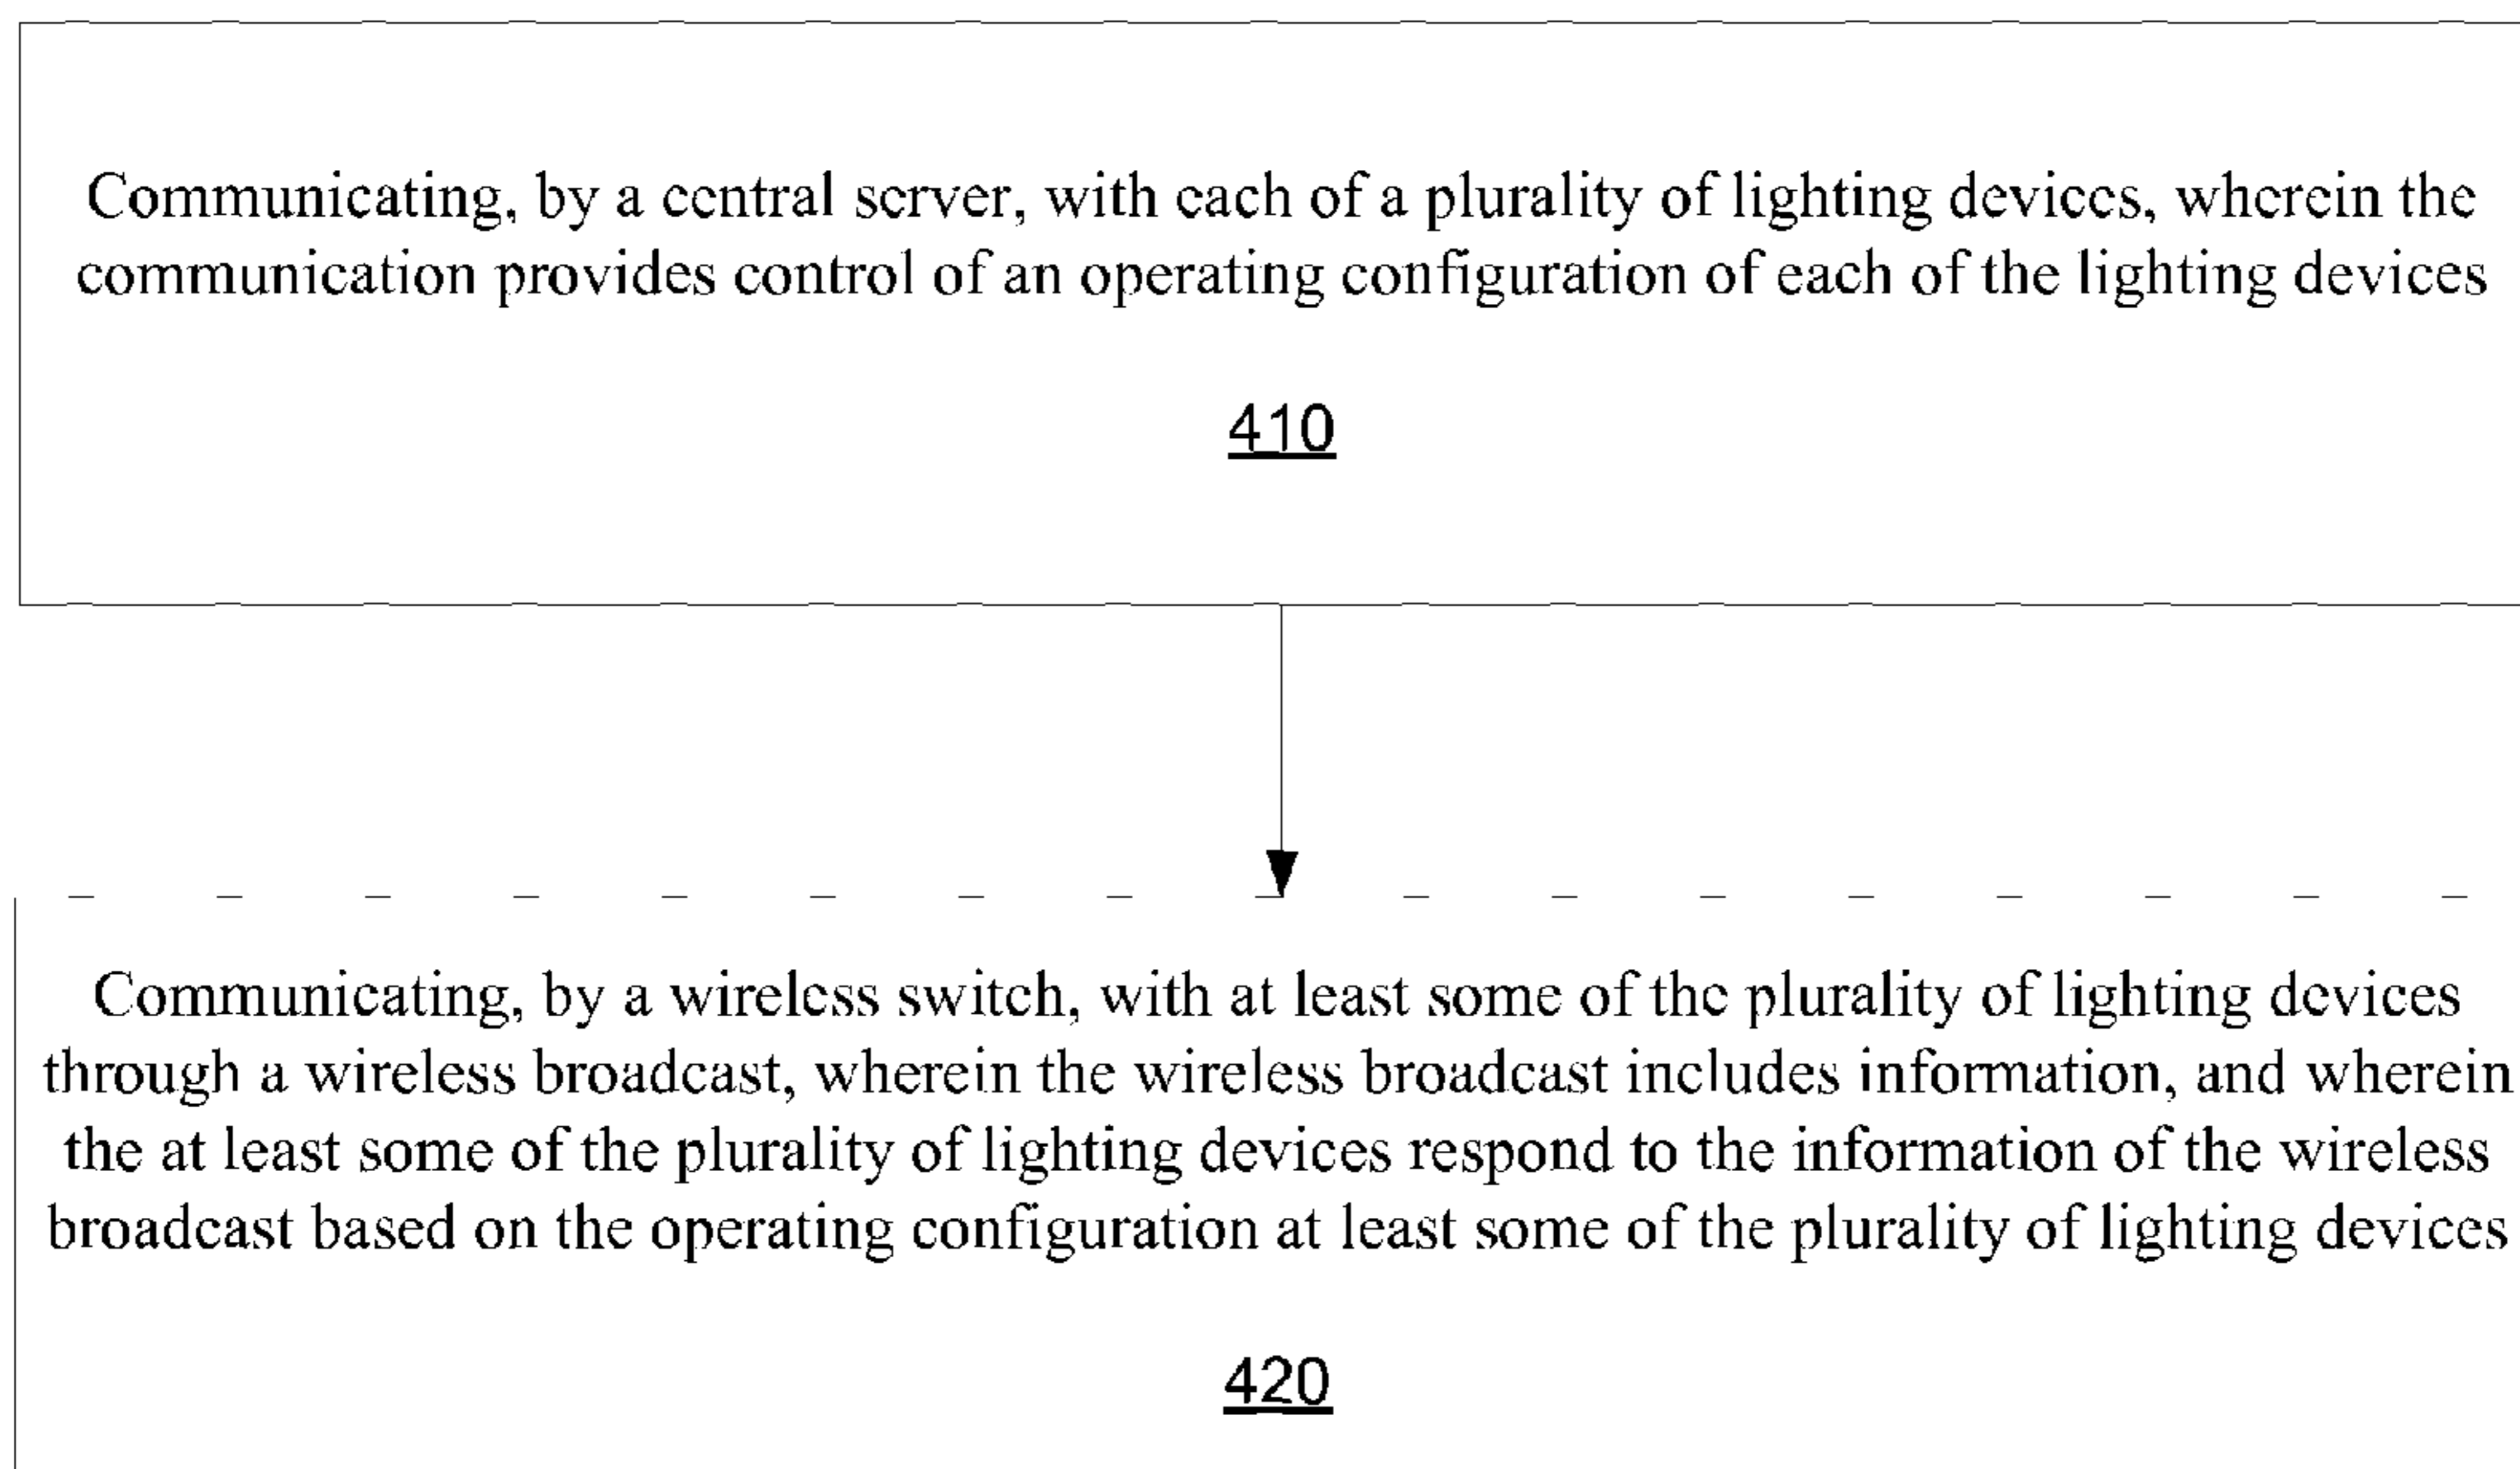 Communicating, by a central server, with each of a plurality of lighting devices, wherein the
communication provides control of an operating configuration of each of the lighting devices
410
Communicating, by a wireless switch, with at least some of the plurality of lighting devices
through a wireless broadcast, wherein the wireless broadcast includes information, and wherein
the at least some of the plurality of lighting devices respond to the information of the wireless
broadcast based on the operating configuration at least some of the plurality of lighting devices
420